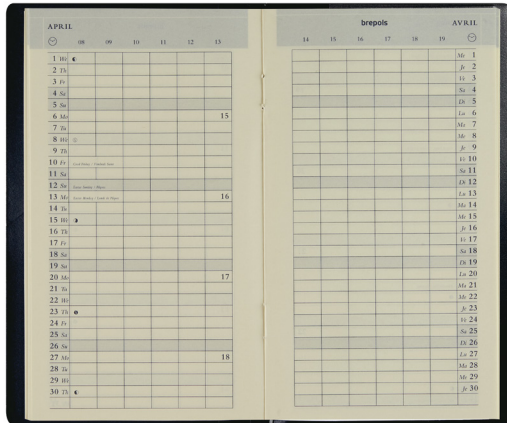 APRIL
08 09 10 11 12 13
1 We
2 Th
3 Fr
4 Sa
5 Su
6 Mo 15
7 Tu
8 We
9 Th
10 Fr
11 Sa
12 Su
13 Mo 16
14 Tu
15 We
16 Th
17 Fr
18 Sa
19 Su
20 Mo 17
21 Tu
22 We
23 Th
24 Fr
25 Sa
26 Su
27 Mo 18
28 Tu
29 We
30 Th
brepols AVRIL
14 15 16 17 18 19
Me 1
Je 2
Ve 3
Sa 4
Di 5
Lu 6
Ma 7
Me 8
Je 9
Ve 10
Sa 11
Di 12
Lu 13
Ma 14
Me 15
Je 16
Ve 17
Sa 18
Di 19
Lu 20
Ma 21
Me 22
Je 23
Ve 24
Sa 25
Di 26
Lu 27
Ma 28
Me 29
Je 30